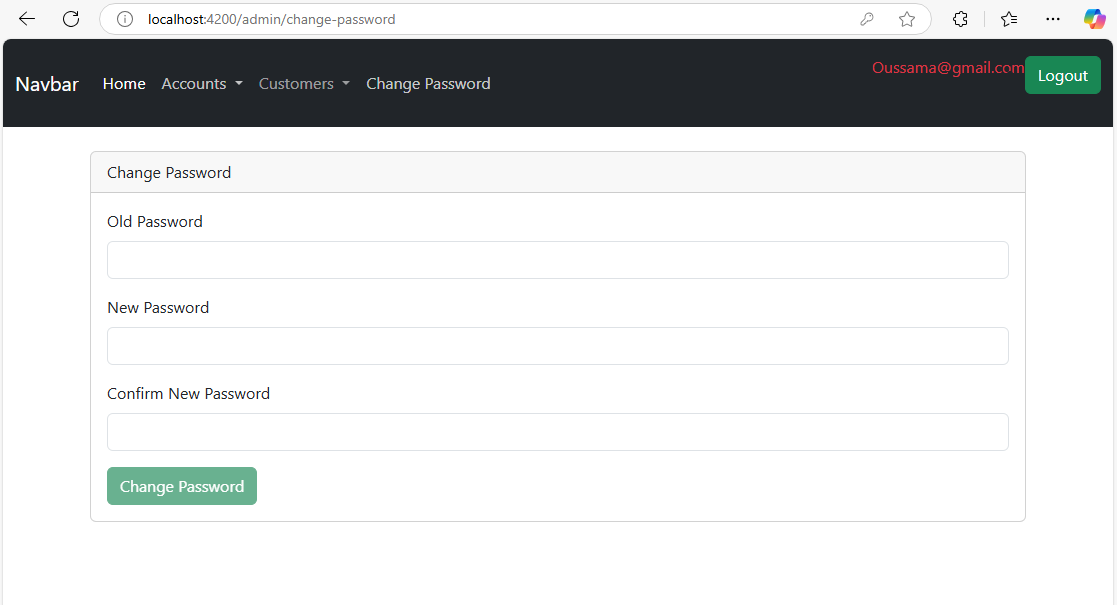 localhost:4200/admin/change-password
Navbar Home Accounts Customers Change Password Oussama@gmail.com Logout
Change Password
Old Password
New Password
Confirm New Password
Change Password